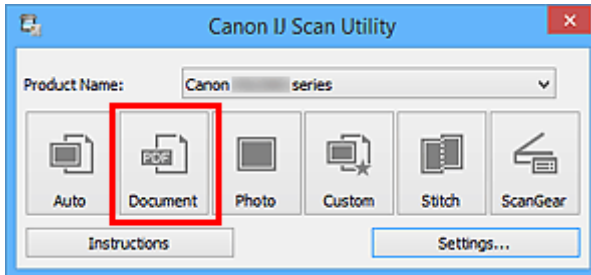 Canon IJ Scan Utility
Product Name: Canon series
PDF
Auto Document Photo Custom Stitch ScanGear
Instructions Settings...